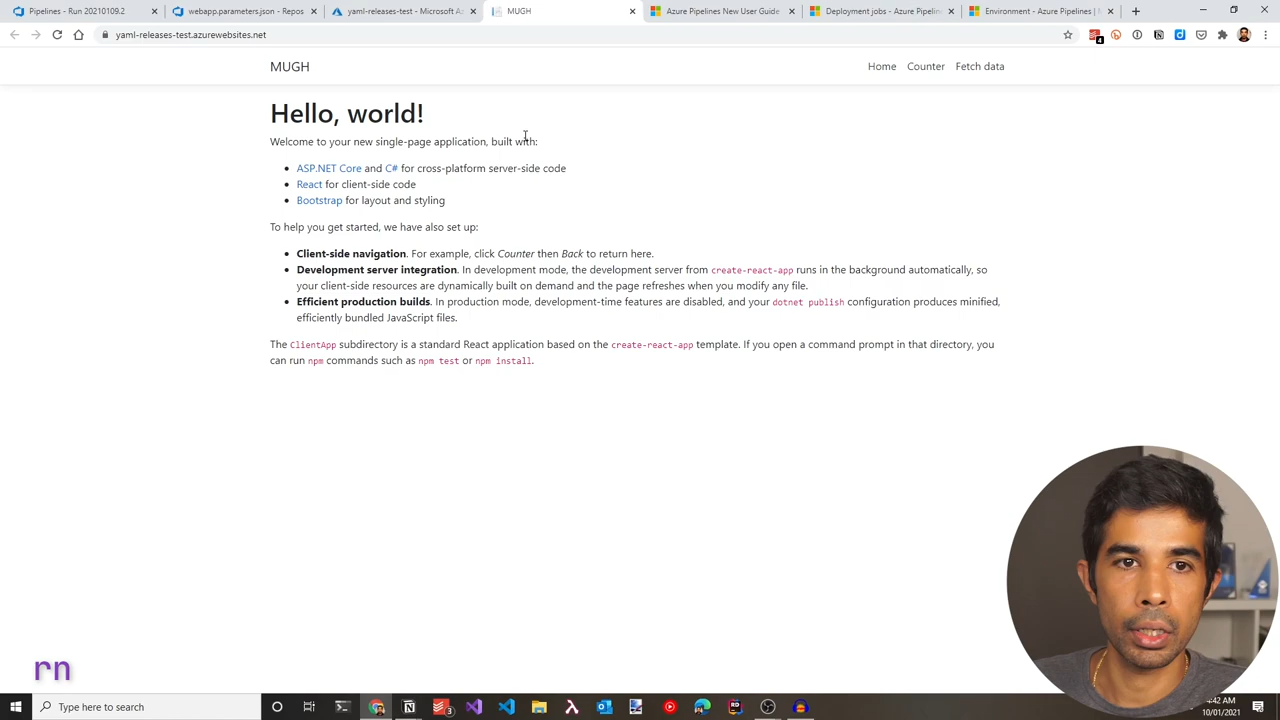 Pipelines - Run 20210109.2
webapp.parameters.json - Repos
yaml-releases-test - Microsoft Az
MUGH
Azure Pipelines New User Guide
Deployment jobs - Azure Pipelin
Environment - Azure Pipelines | M
yaml-releases-test.azurewebsites.net
4
MUGH
Home
Counter
Fetch data
Hello, world!
Welcome to your new single-page application, built with:
ASP.NET Core and C# for cross-platform server-side code
React for client-side code
Bootstrap for layout and styling
To help you get started, we have also set up:
Client-side navigation. For example, click Counter then Back to return here.
Development server integration. In development mode, the development server from create-react-app runs in the background automatically, so
your client-side resources are dynamically built on demand and the page refreshes when you modify any file.
Efficient production builds. In production mode, development-time features are disabled, and your dotnet publish configuration produces minified,
efficiently bundled JavaScript files.
The ClientApp subdirectory is a standard React application based on the create-react-app template. If you open a command prompt in that directory, you
can run npm commands such as npm test or npm install.
rn
Type here to search
3
:42 AM
10/01/2021